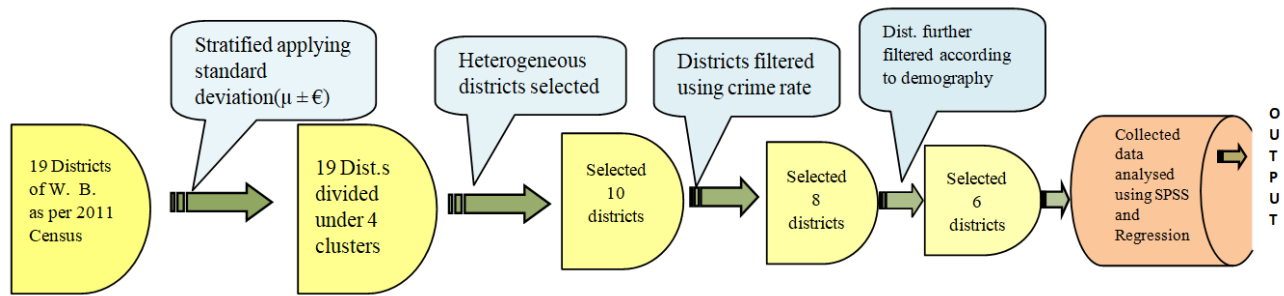 Stratified applying
standard
deviation(µ ± €)
Heterogeneous
districts selected
Districts filtered
using crime rate
Dist. further
filtered according
to demography
19 Districts
of W. B.
as per 2011
Census
19 Dist.s
divided
under 4
clusters
Selected
10
districts
Selected
8
districts
Selected
6
districts
Collected
data
analysed
using SPSS
and
Regression
OUTPUT